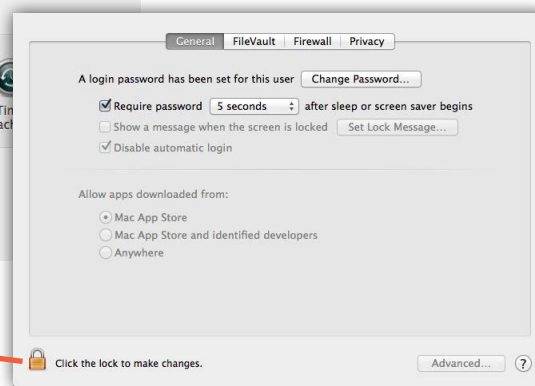 General FileVault Firewall Privacy
A login password has been set for this user Change Password...
Require password 5 seconds after sleep or screen saver begins
Show a message when the screen is locked Set Lock Message...
Disable automatic login
Allow apps downloaded from:
Mac App Store
Mac App Store and identified developers
Anywhere
Click the lock to make changes. Advanced... ?